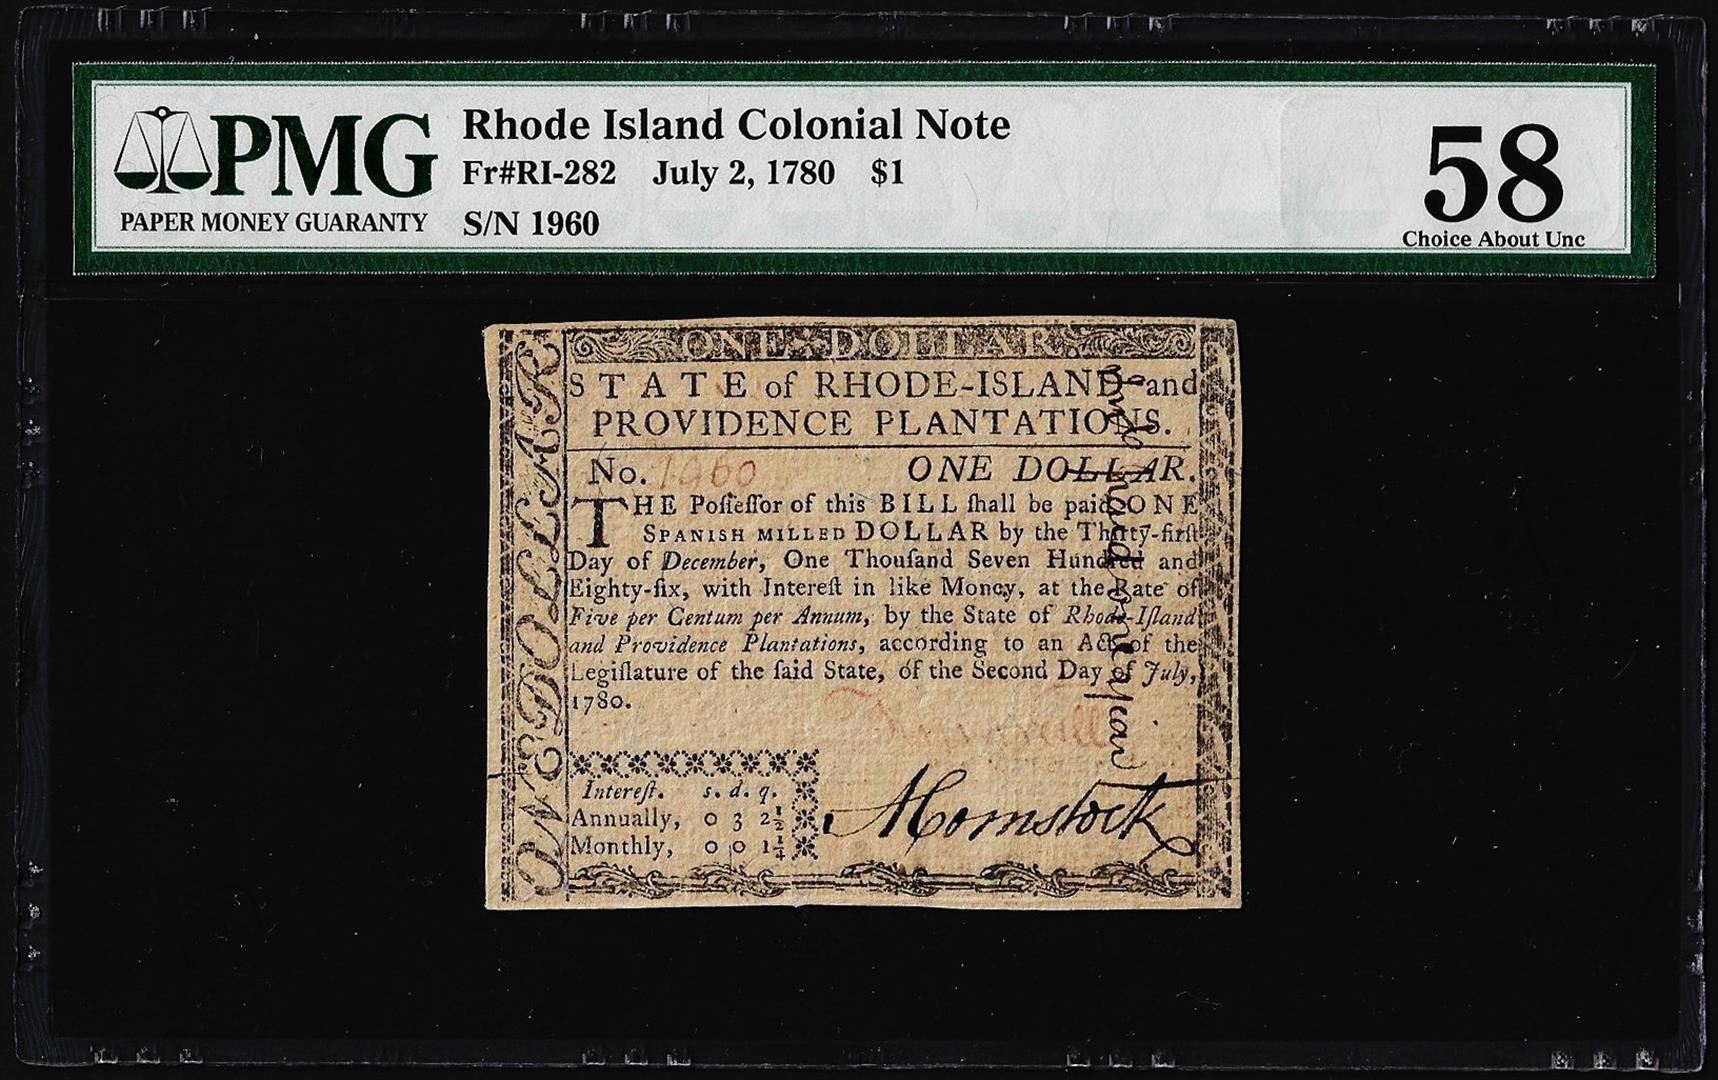 PMG
PAPER MONEY GUARANTY
Rhode Island Colonial Note
Fr#RI-282 July 2, 1780 $1
S/N 1960
58
Choice About Unc
ONE DOLLAR
ONE DOLLAR
STATE of RHODE-ISLAND and
PROVIDENCE PLANTATIONS.
No. 1960 ONE DOLLAR.
THE Poſſeſſor of this BILL ſhall be paid ONE
SPANISH MILLED DOLLAR by the Thirty-firſt
Day of December, One Thouſand Seven Hundred and
Eighty-ſix, with Intereſt in like Money, at the Rate of
Five per Centum per Annum, by the State of Rhode-Iſland
and Providence Plantations, according to an Act of the
Legiſlature of the ſaid State, of the Second Day of July,
1780.
Intereſt. s. d. q.
Annually, 0 3 2½
Monthly, 0 0 1¼
AComstock